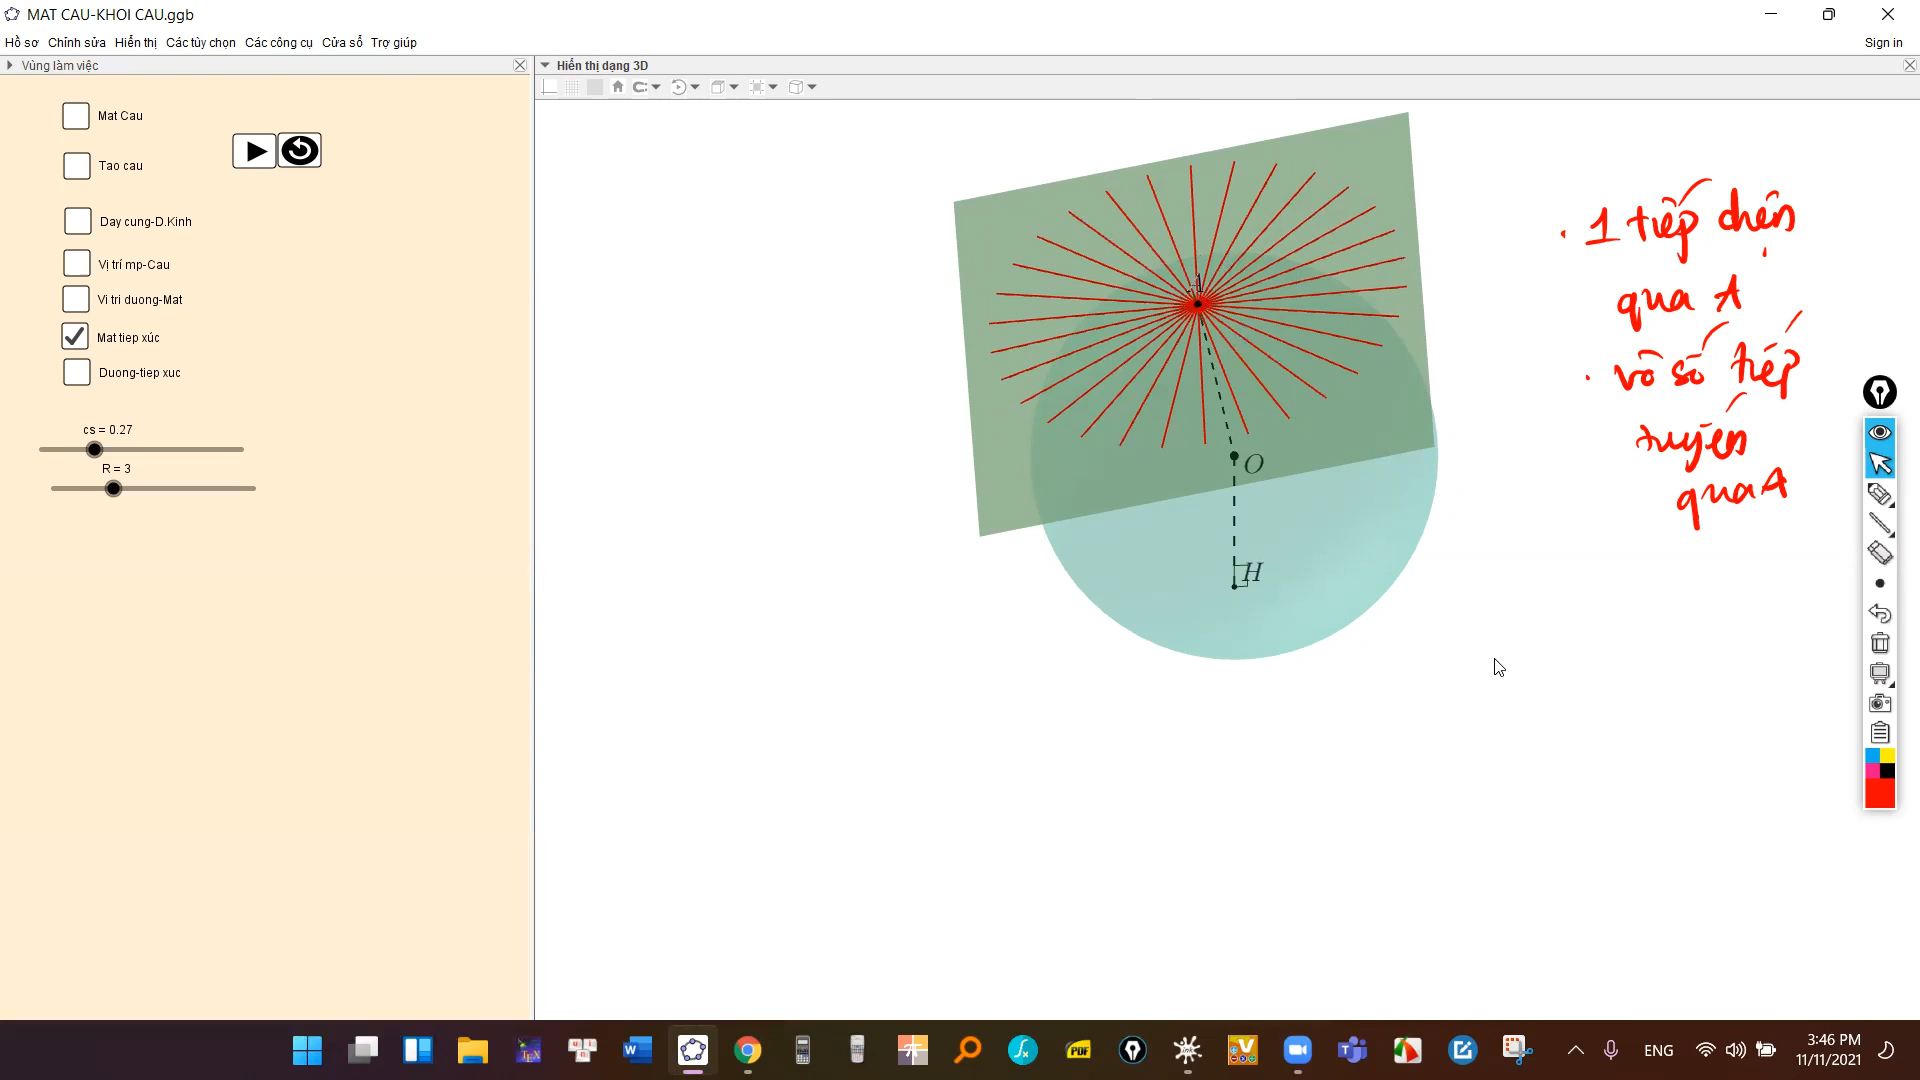 MAT CAU-KHOI CAU.ggb
Hồ sơ Chỉnh sửa Hiển thị Các tùy chọn Các công cụ Cửa sổ Trợ giúp
Sign in
Vùng làm việc
Hiển thị dạng 3D
Mat Cau
Tao cau
Day cung-D.Kinh
Vị trí mp-Cau
Vi tri duong-Mat
Mat tiep xúc
Duong-tiep xuc
cs = 0.27
R = 3
A
O
H
· 1 tiếp diện
qua A
· vô số tiếp
tuyến
qua A
ENG
3:46 PM
11/11/2021